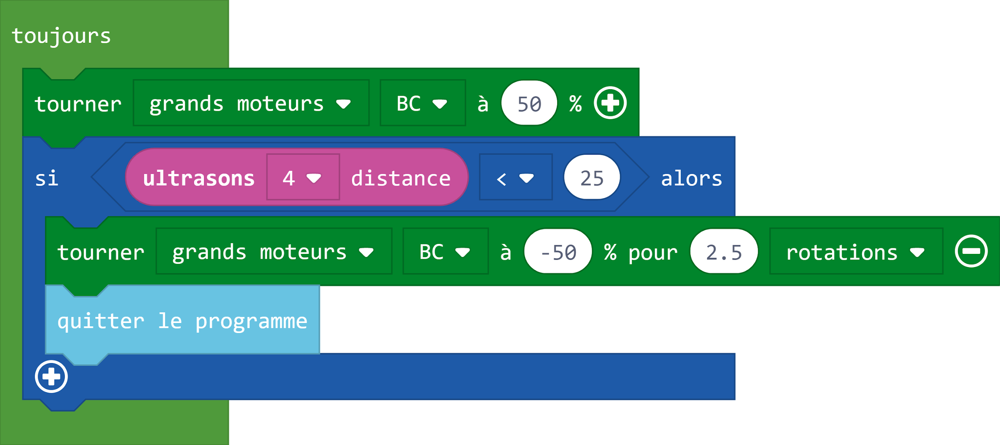 toujours
tourner grands moteurs BC à 50 %
si ultrasons 4 distance < 25 alors
tourner grands moteurs BC à -50 % pour 2.5 rotations
quitter le programme